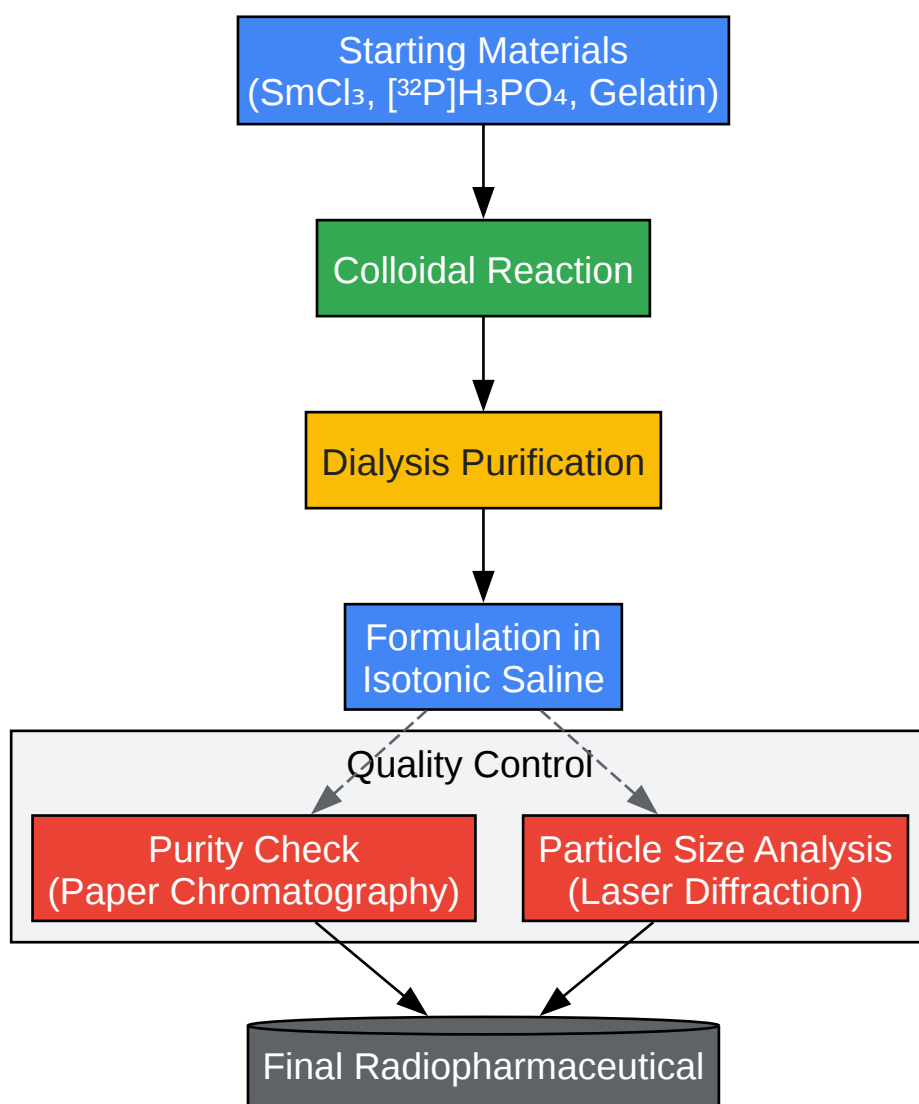 Starting Materials
(SmCl₃, [³²P]H₃PO₄, Gelatin)
Colloidal Reaction
Dialysis Purification
Formulation in
Isotonic Saline
Quality Control
Purity Check
(Paper Chromatography)
Particle Size Analysis
(Laser Diffraction)
Final Radiopharmaceutical